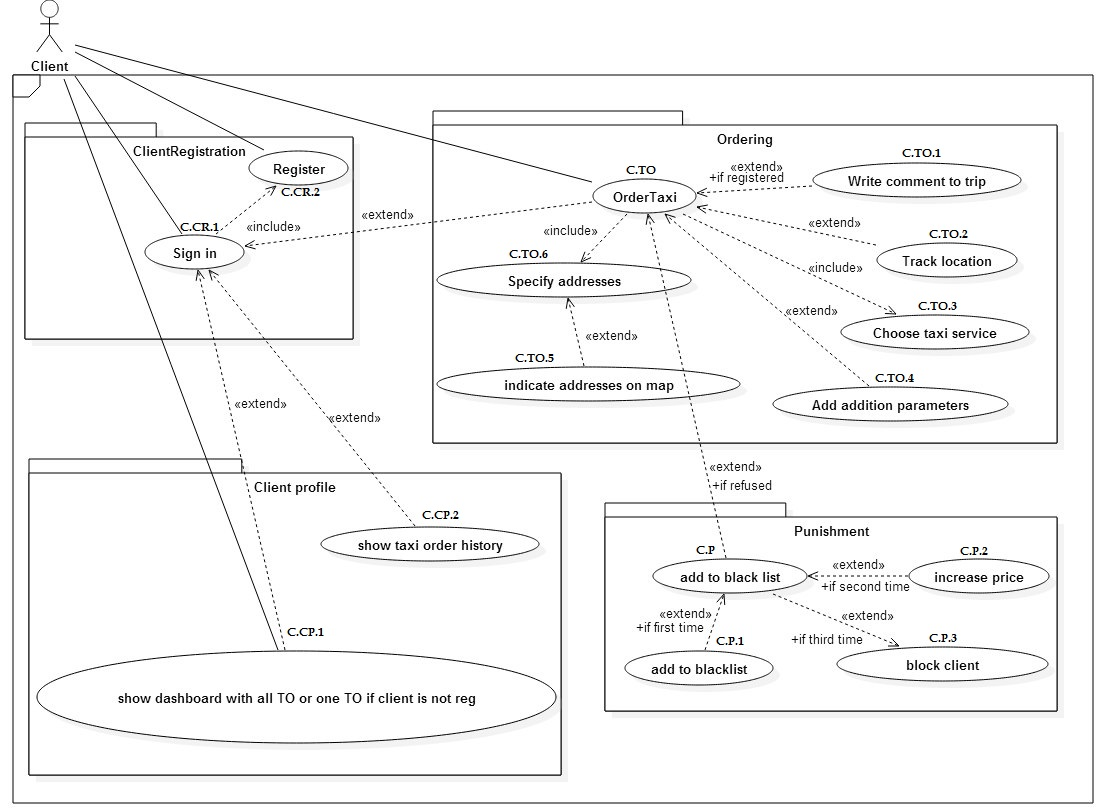 Client
ClientRegistration
Register
C.CR.2
C.CR.1
«include»
Sign in
«extend»
Ordering
C.TO
OrderTaxi
«extend»
+if registered
C.TO.1
Write comment to trip
«extend»
C.TO.2
Track location
«include»
C.TO.6
Specify addresses
«include»
C.TO.3
Choose taxi service
«extend»
«extend»
C.TO.5
indicate addresses on map
C.TO.4
Add addition parameters
«extend»
«extend»
«extend»
+if refused
Client profile
C.CP.2
show taxi order history
C.CP.1
show dashboard with all TO or one TO if client is not reg
Punishment
C.P
add to black list
«extend»
+if second time
C.P.2
increase price
«extend»
+if first time
C.P.1
add to blacklist
«extend»
+if third time
C.P.3
block client